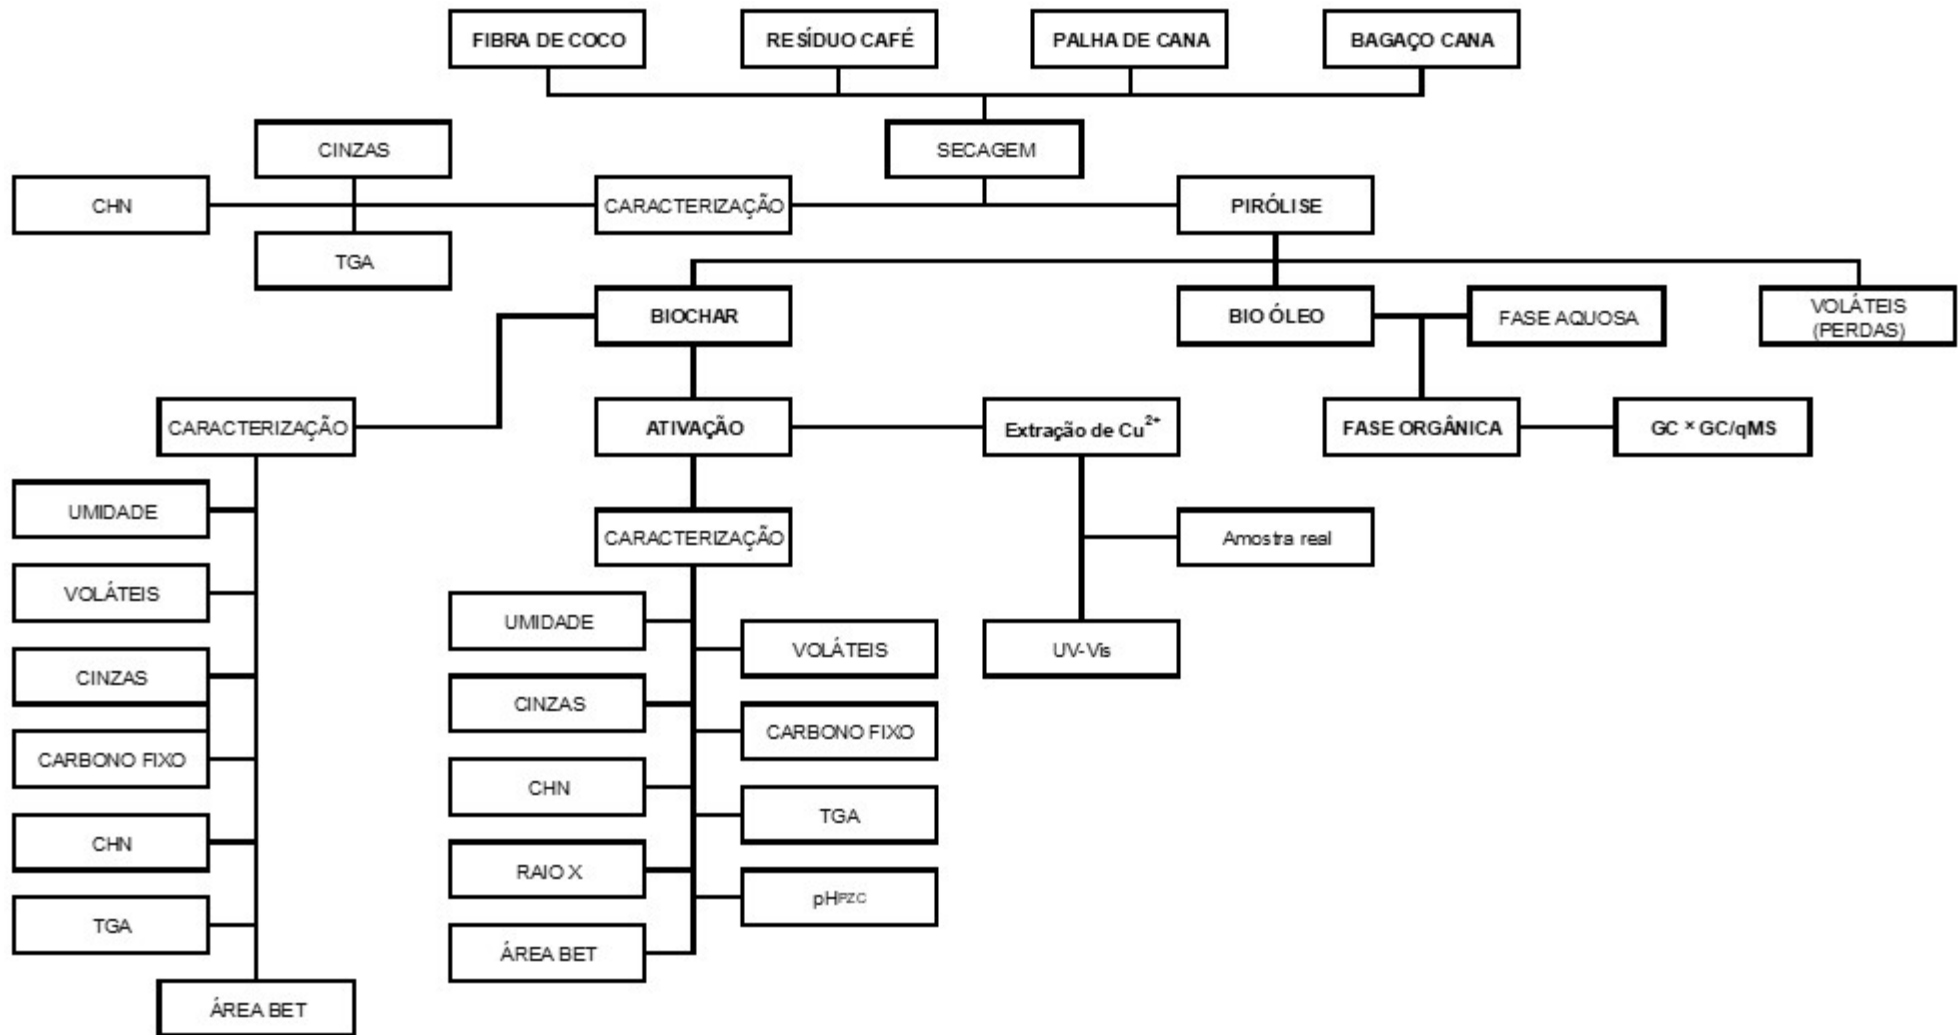 FIBRA DE COCO
RESÍDUO CAFÉ
PALHA DE CANA
BAGAÇO CANA
CINZAS
SECAGEM
CHN
CARACTERIZAÇÃO
PIRÓLISE
TGA
BIOCHAR
BIO ÓLEO
FASE AQUOSA
VOLÁTEIS
(PERDAS)
CARACTERIZAÇÃO
ATIVAÇÃO
Extração de Cu²⁺
FASE ORGÂNICA
GC × GC/qMS
UMIDADE
CARACTERIZAÇÃO
Amostra real
VOLÁTEIS
UMIDADE
VOLÁTEIS
UV-Vis
CINZAS
CINZAS
CARBONO FIXO
CARBONO FIXO
CHN
TGA
CHN
RAIO X
pHPZC
TGA
ÁREA BET
ÁREA BET